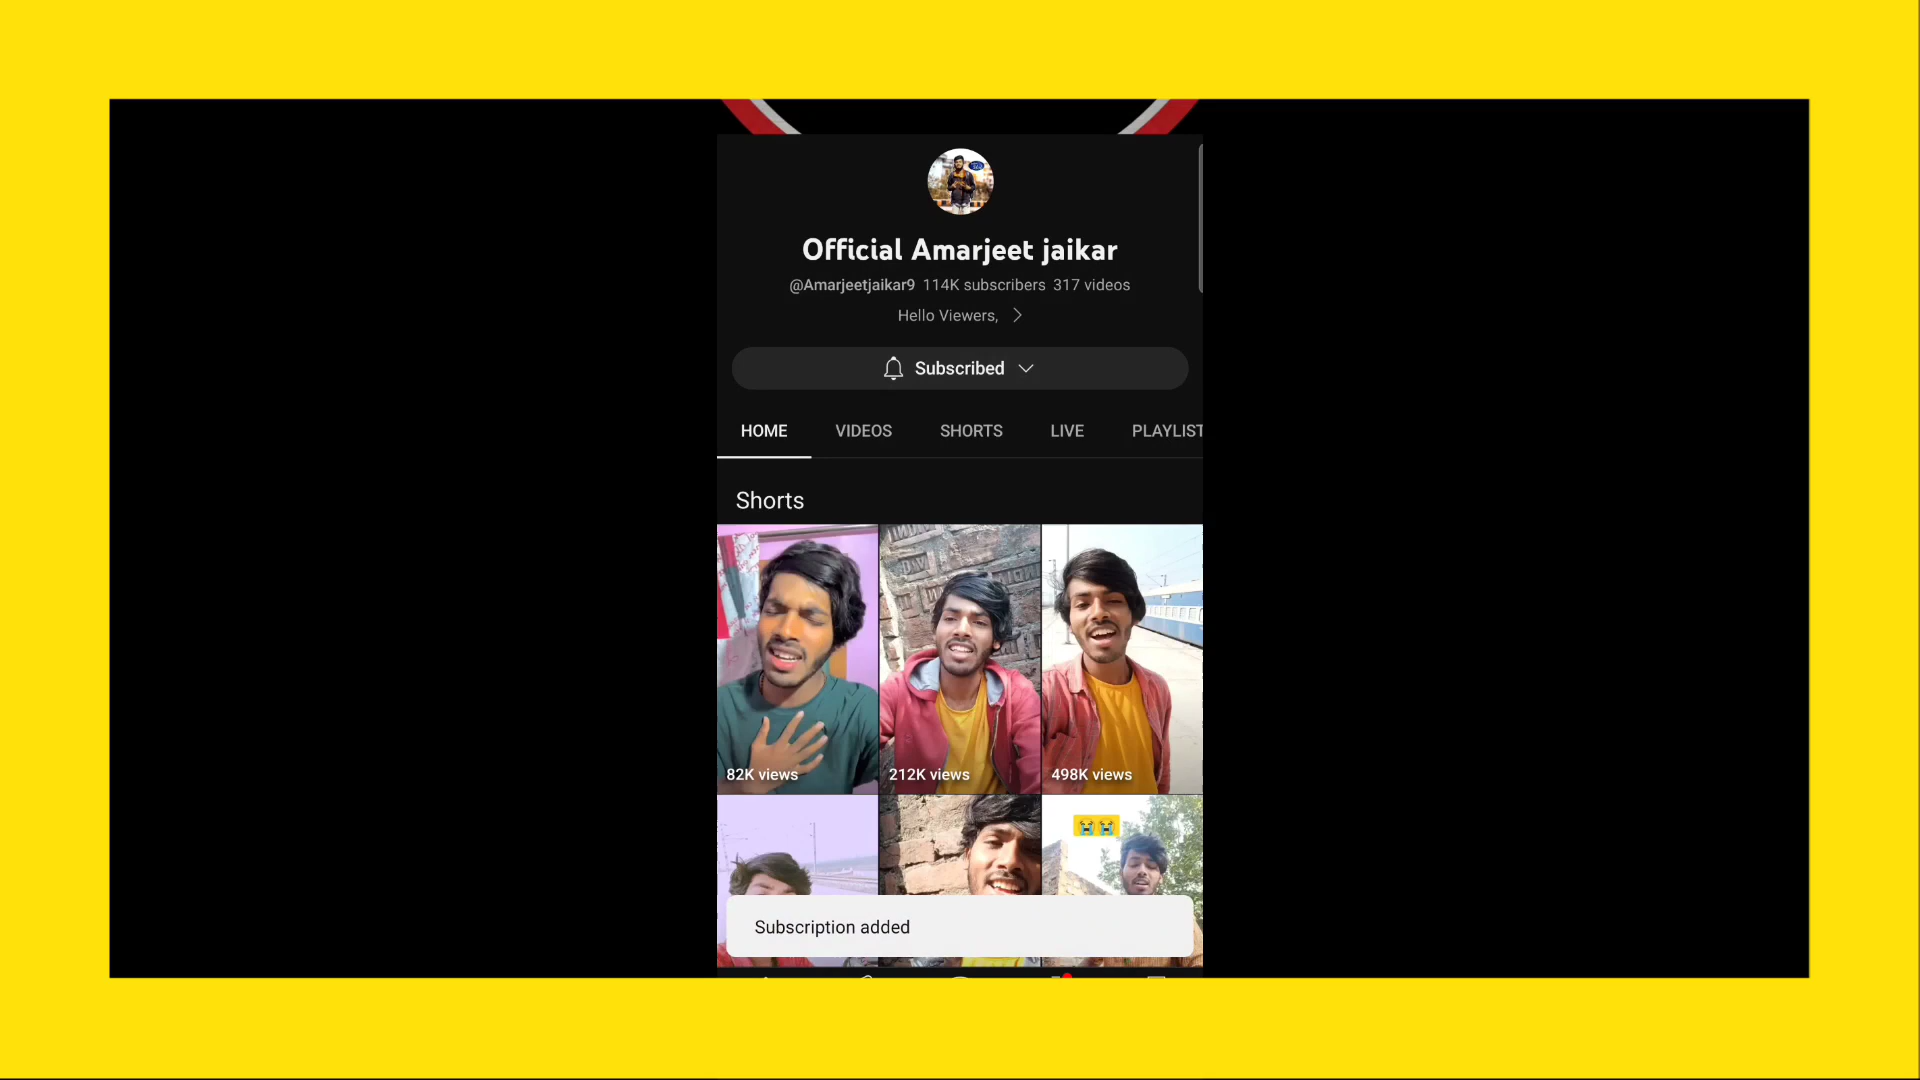 Official Amarjeet jaikar
@Amarjeetjaikar9 114K subscribers 317 videos
Hello Viewers,
Subscribed
HOME VIDEOS SHORTS LIVE PLAYLIST
Shorts
82K views 212K views 498K views
Subscription added